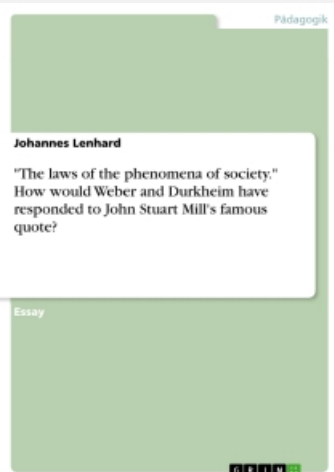 Pädagogik
Johannes Lenhard
"The laws of the phenomena of society."
How would Weber and Durkheim have
responded to John Stuart Mill's famous
quote?
Essay
GRIN